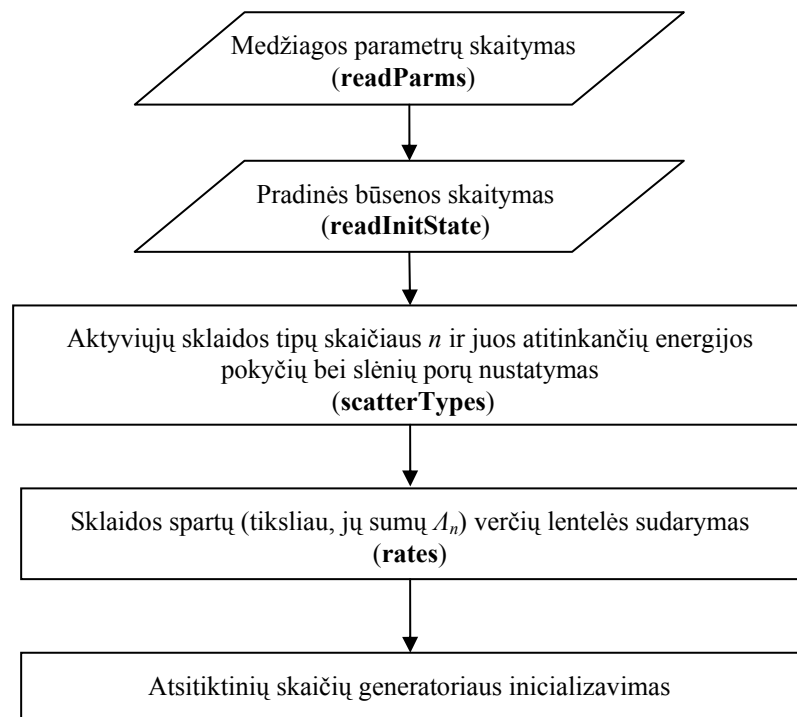 Medžiagos parametrų skaitymas
(readParms)
Pradinės būsenos skaitymas
(readInitState)
Aktyviųjų sklaidos tipų skaičiaus n ir juos atitinkančių energijos
pokyčių bei slėnių porų nustatymas
(scatterTypes)
Sklaidos spartų (tiksliau, jų sumų Λn) verčių lentelės sudarymas
(rates)
Atsitiktinių skaičių generatoriaus inicializavimas